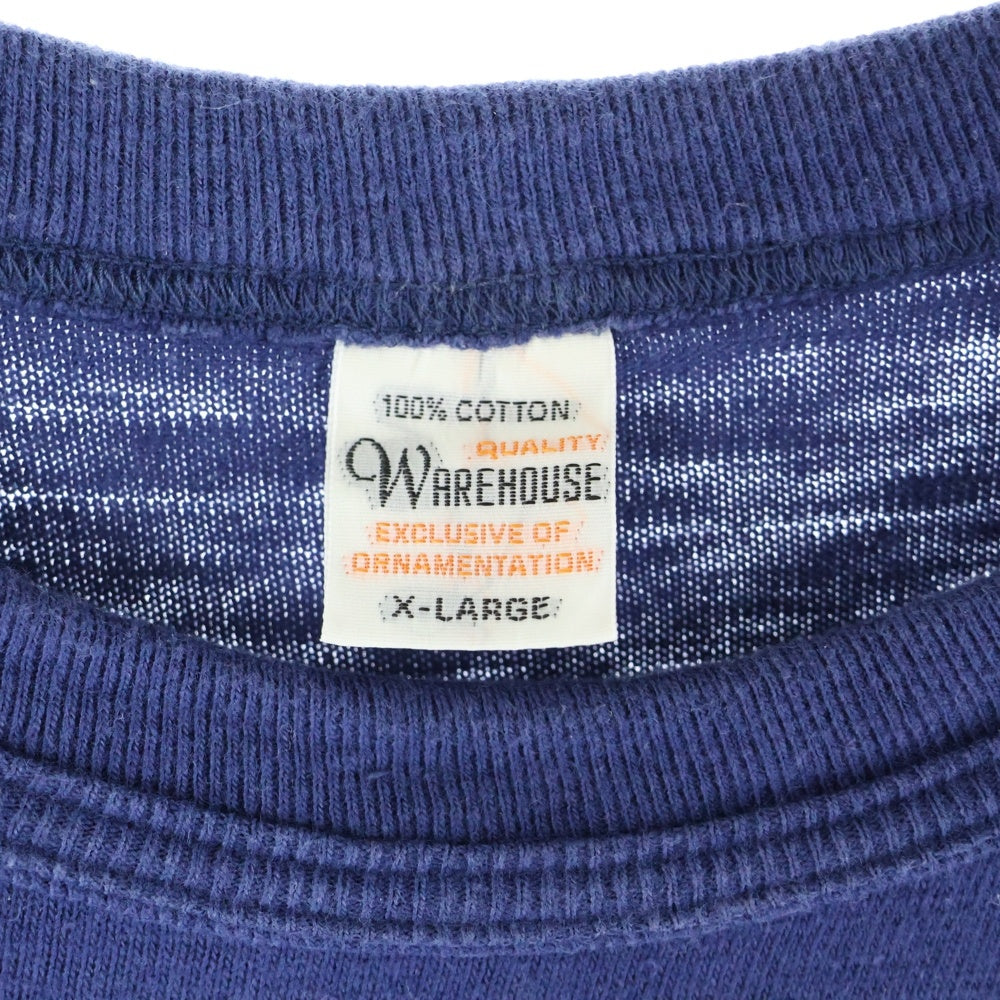 100% COTTON
QUALITY
WAREHOUSE
EXCLUSIVE OF
ORNAMENTATION
X-LARGE